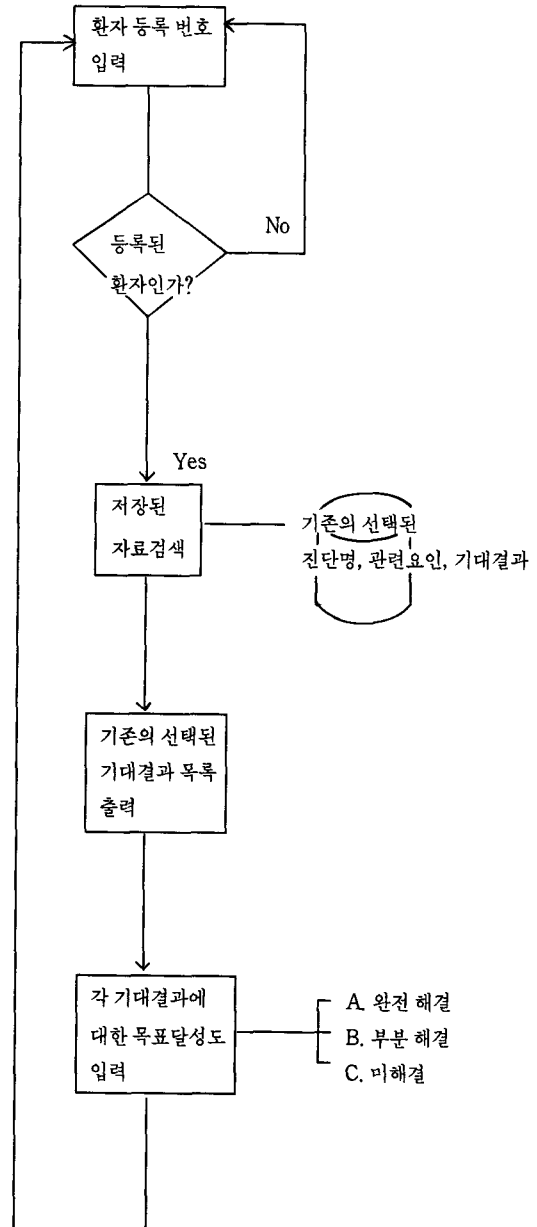 환자 등록 번호
입력
No
등록된
환자인가?
Yes
저장된
자료검색
기존의 선택된
진단명, 관련요인, 기대결과
기존의 선택된
기대결과 목록
출력
각 기대결과에
대한 목표달성도
입력
A. 완전 해결
B. 부분 해결
C. 미해결